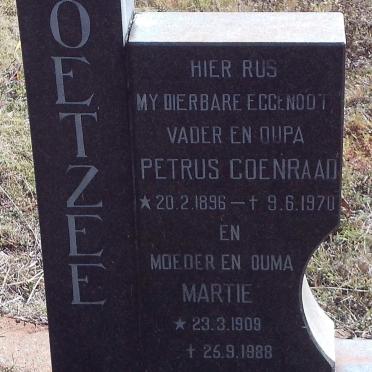 OETZEE
HIER RUS
MY DIERBARE EGGENOOT
VADER EN OUPA
PETRUS COENRAAD
★ 20.2.1896 — ✝ 9.6.1970
EN
MOEDER EN OUMA
MARTIE
★ 23.3.1909
✝ 26.9.1988